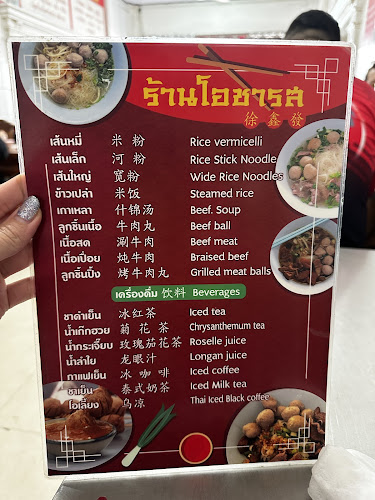 ร้านโอชารส
徐鑫發
เส้นหมี่ 米粉 Rice vermicelli
เส้นเล็ก 河粉 Rice Stick Noodle
เส้นใหญ่ 宽粉 Wide Rice Noodles
ข้าวเปล่า 米饭 Steamed rice
เกาเหลา 什锦汤 Beef. Soup
ลูกชิ้นเนื้อ 牛肉丸 Beef ball
เนื้อสด 涮牛肉 Beef meat
เนื้อเปื่อย 炖牛肉 Braised beef
ลูกชิ้นปิ้ง 烤牛肉丸 Grilled meat balls
เครื่องดื่ม 饮料 Beverages
ชาดำเย็น 冰红茶 Iced tea
น้ำเก๊กฮวย 菊花茶 Chrysanthemum tea
น้ำกระเจี๊ยบ 玫瑰茄花茶 Roselle juice
น้ำลำไย 龙眼汁 Longan juice
กาแฟเย็น 冰咖啡 Iced coffee
ชาเย็น 泰式奶茶 Iced Milk tea
โอเลี้ยง 乌凉 Thai Iced Black coffee